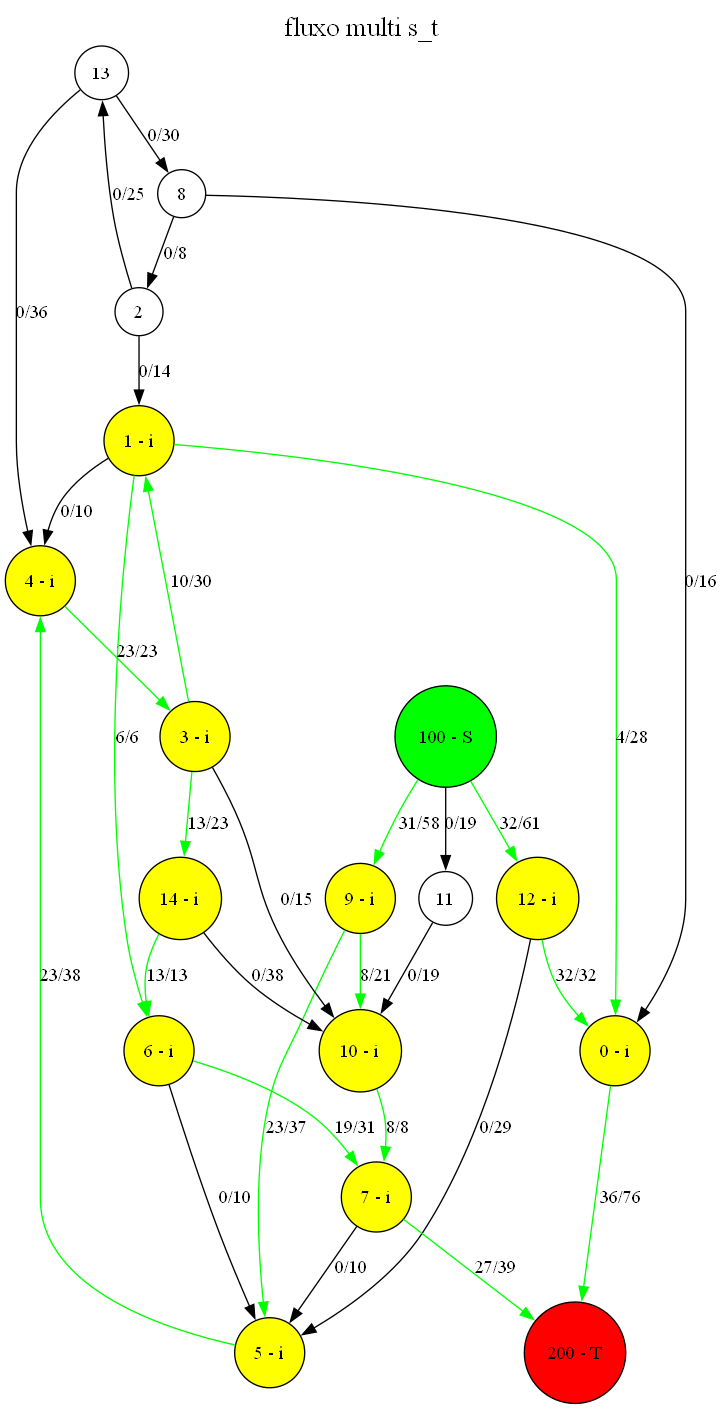 fluxo multi s_t
13
0/30
8
0/25
0/8
2
0/36
0/14
1 - i
0/10
4 - i
10/30
0/16
23/23
6/6
3 - i
100 - S
4/28
13/23
31/58
0/19
32/61
14 - i
0/15
9 - i
11
12 - i
23/38
13/13
0/38
8/21
0/19
32/32
6 - i
10 - i
0 - i
19/31
8/8
23/37
0/29
0/10
7 - i
36/76
0/10
27/39
5 - i
200 - T